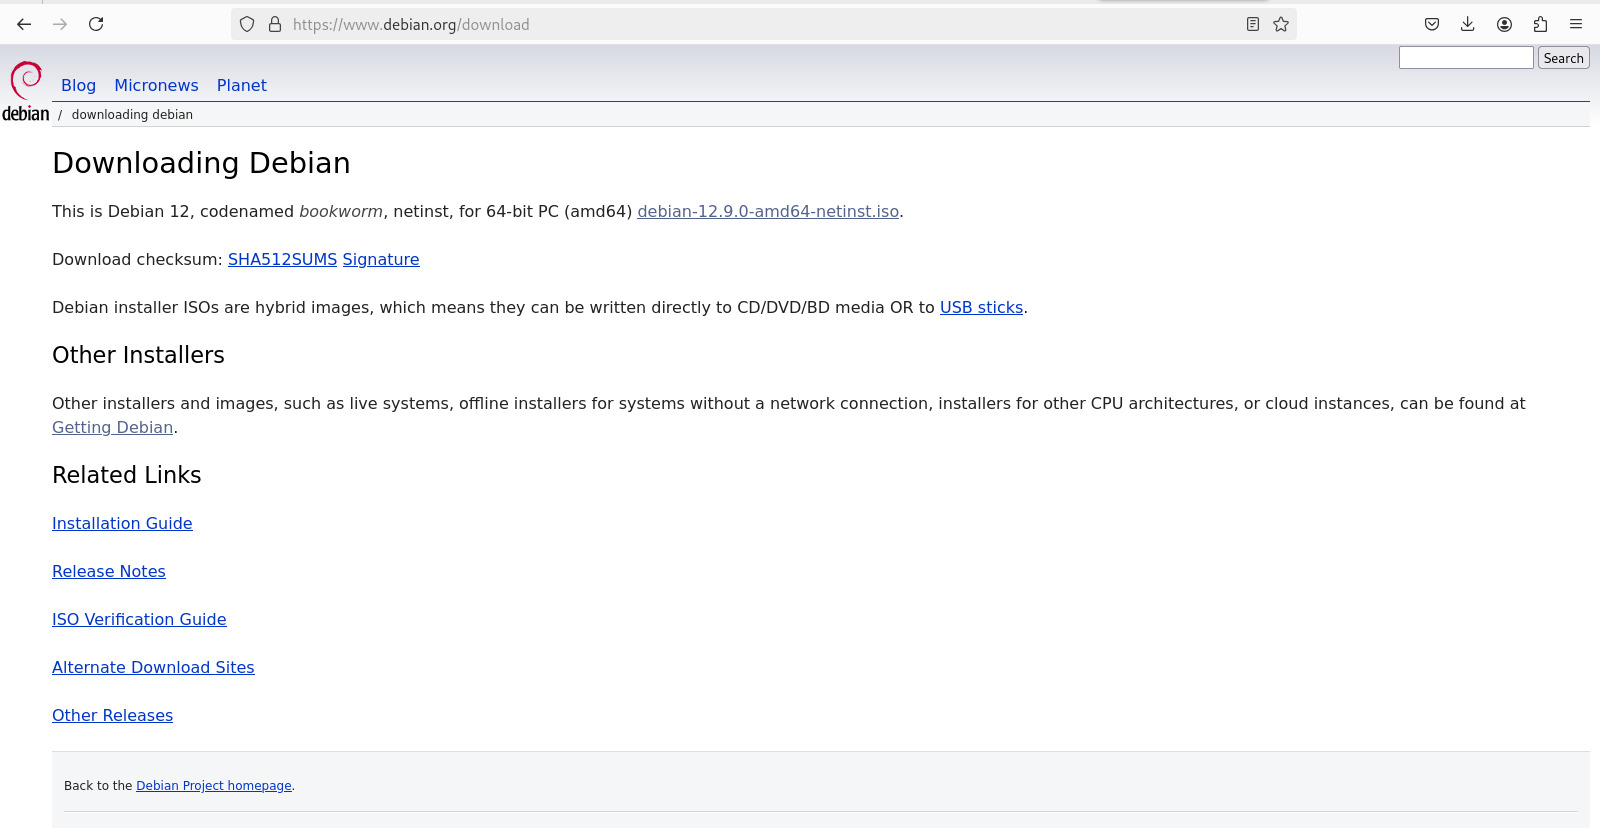 https://www.debian.org/download
Search
Blog Micronews Planet
debian / downloading debian
Downloading Debian
This is Debian 12, codenamed bookworm, netinst, for 64-bit PC (amd64) debian-12.9.0-amd64-netinst.iso.
Download checksum: SHA512SUMS Signature
Debian installer ISOs are hybrid images, which means they can be written directly to CD/DVD/BD media OR to USB sticks.
Other Installers
Other installers and images, such as live systems, offline installers for systems without a network connection, installers for other CPU architectures, or cloud instances, can be found at
Getting Debian.
Related Links
Installation Guide
Release Notes
ISO Verification Guide
Alternate Download Sites
Other Releases
Back to the Debian Project homepage.